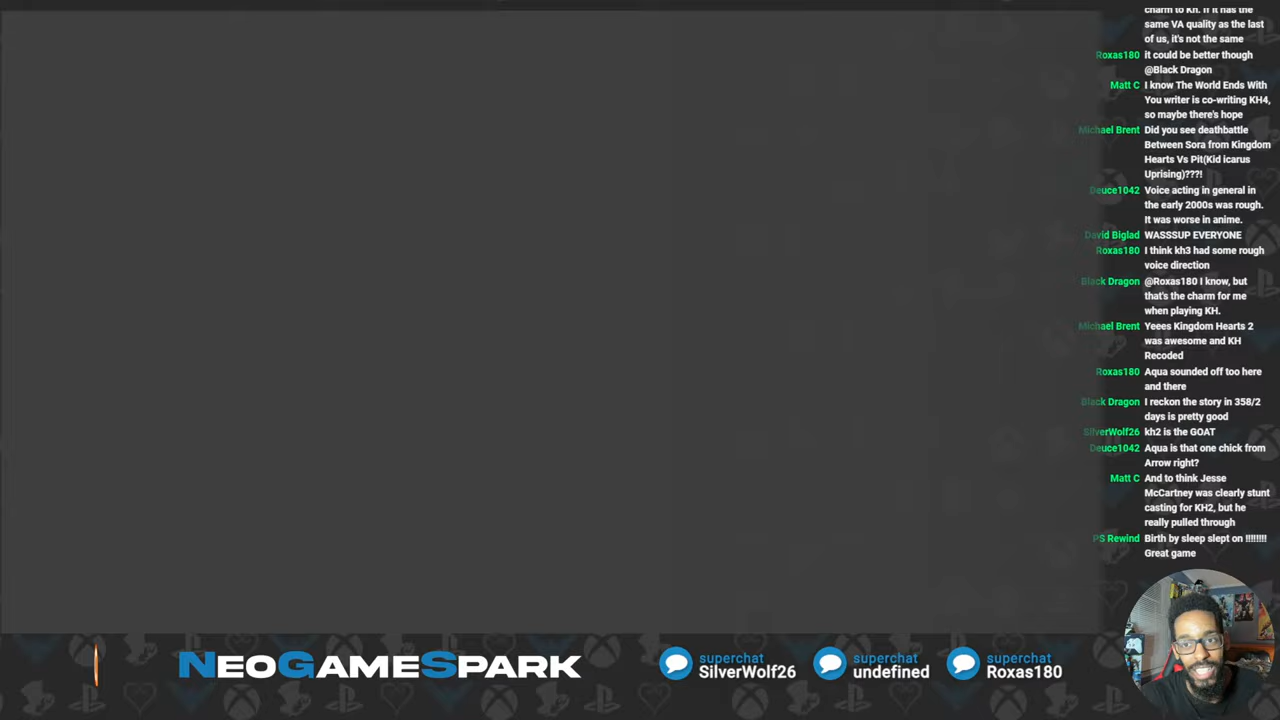 charm to Kh. If it has the
same VA quality as the last
of us, it's not the same
Roxas180 it could be better though
@Black Dragon
Matt C I know The World Ends With
You writer is co-writing KH4,
so maybe there's hope
Michael Brent Did you see deathbattle
Between Sora from Kingdom
Hearts Vs Pit(Kid icarus
Uprising)???!
Deuce1042 Voice acting in general in
the early 2000s was rough.
It was worse in anime.
David Biglad WASSSUP EVERYONE
Roxas180 I think kh3 had some rough
voice direction
Black Dragon @Roxas180 I know, but
that's the charm for me
when playing KH.
Michael Brent Yeees Kingdom Hearts 2
was awesome and KH
Recoded
Roxas180 Aqua sounded off too here
and there
Black Dragon I reckon the story in 358/2
days is pretty good
SilverWolf26 kh2 is the GOAT
Deuce1042 Aqua is that one chick from
Arrow right?
Matt C And to think Jesse
McCartney was clearly stunt
casting for KH2, but he
really pulled through
PS Rewind Birth by sleep slept on !!!!!!!!
Great game
NEOGAMESPARK
superchat
SilverWolf26
superchat
undefined
superchat
Roxas180